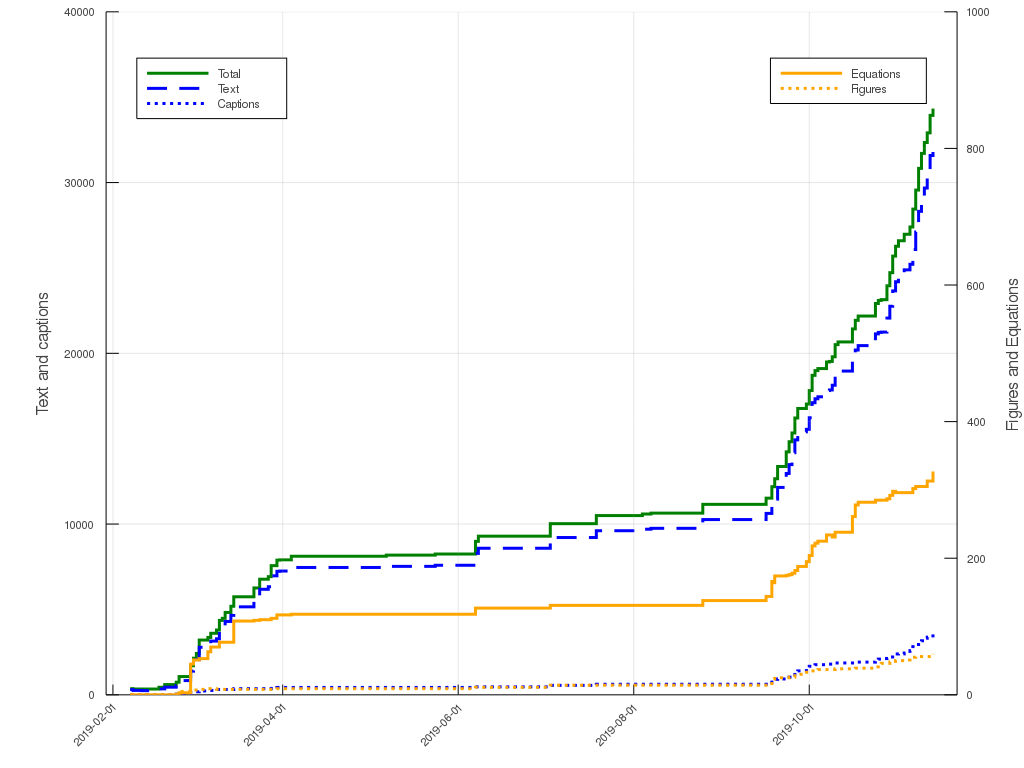 40000
30000
20000
10000
0
Text and captions
Total
Text
Captions
Equations
Figures
1000
800
600
400
200
0
Figures and Equations
2019-02-01
2019-04-01
2019-06-01
2019-08-01
2019-10-01